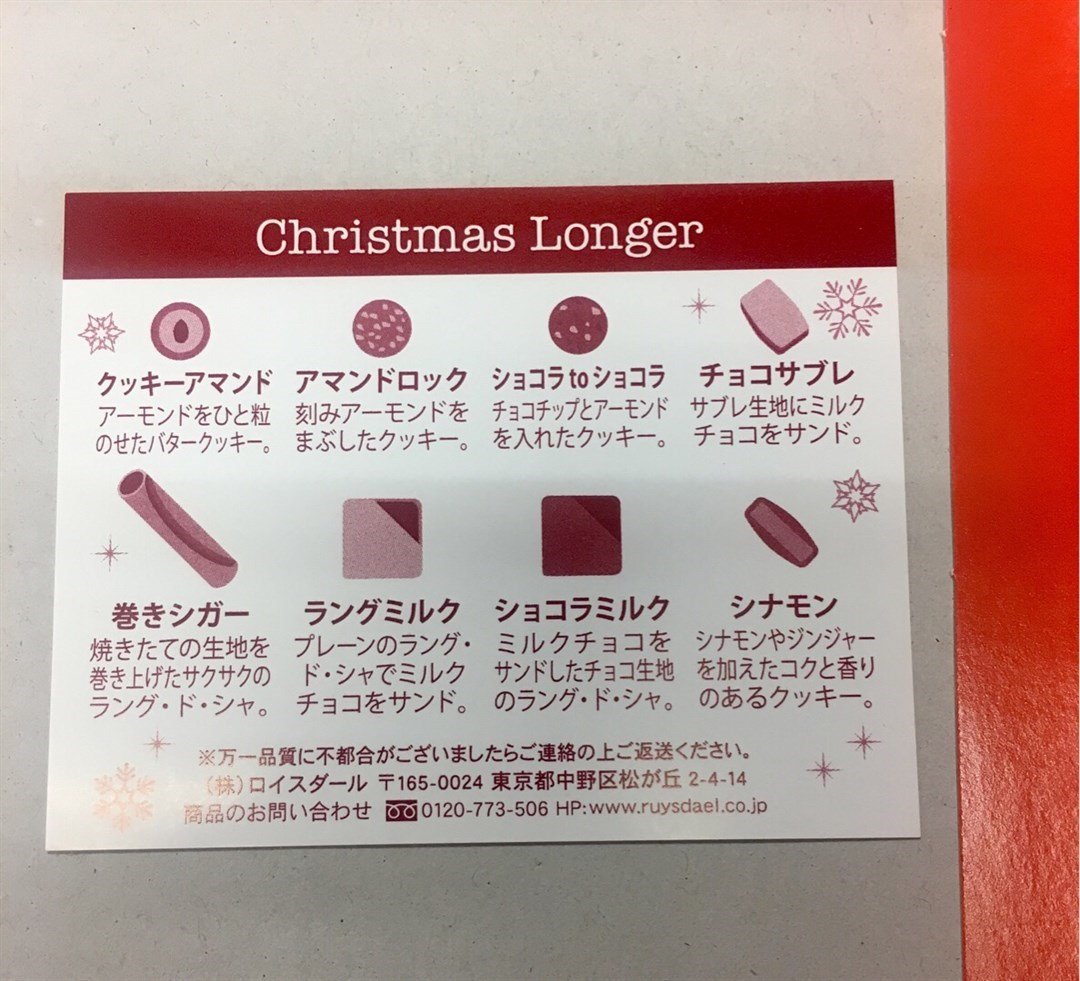 Christmas Longer
クッキーアマンド
アーモンドをひと粒
のせたバタークッキー。
アマンドロック
刻みアーモンドを
まぶしたクッキー。
ショコラtoショコラ
チョコチップとアーモンド
を入れたクッキー。
チョコサブレ
サブレ生地にミルク
チョコをサンド。
巻きシガー
焼きたての生地を
巻き上げたサクサクの
ラング・ド・シャ。
ラングミルク
プレーンのラング・
ド・シャでミルク
チョコをサンド。
ショコラミルク
ミルクチョコを
サンドしたチョコ生地
のラング・ド・シャ。
シナモン
シナモンやジンジャー
を加えたコクと香り
のあるクッキー。
※万一品質に不都合がございましたらご連絡の上ご返送ください。
(株)ロイスダール 〒165-0024 東京都中野区松が丘 2-4-14
商品のお問い合わせ 0120-773-506 HP:www.ruysdael.co.jp